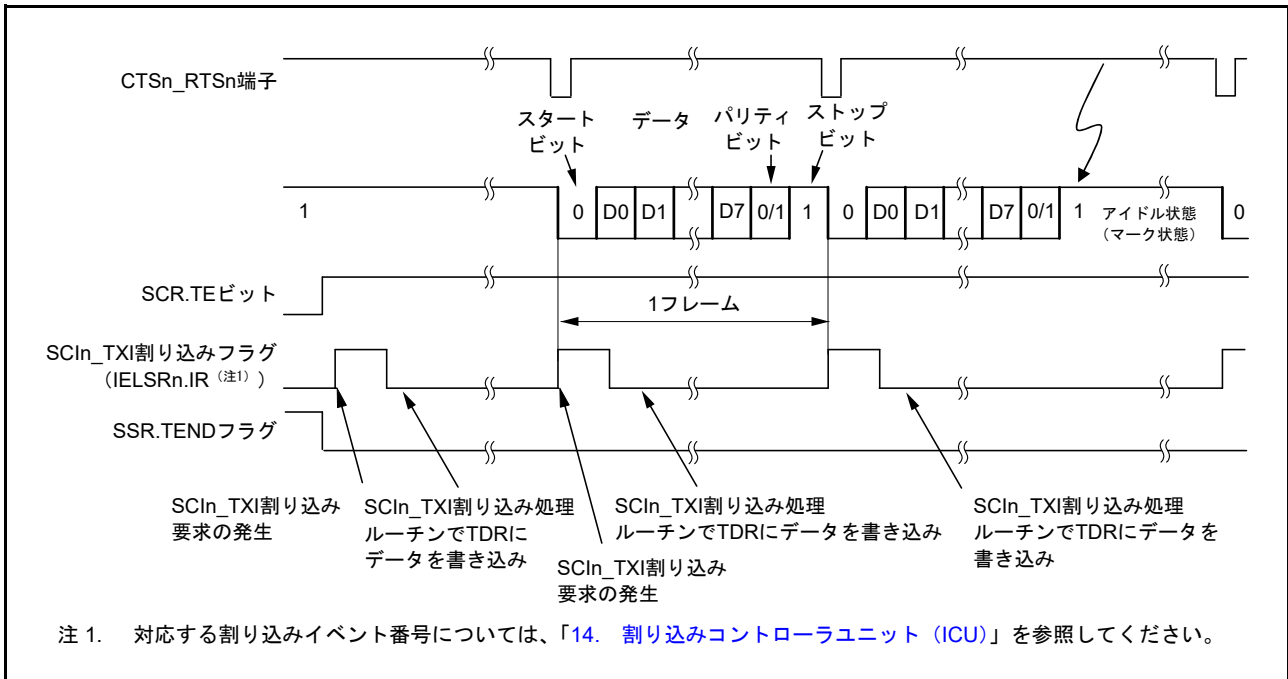 CTSn_RTSn端子
スタート
ビット
データ
パリティ
ビット
ストップ
ビット
1
0 D0 D1 D7 0/1 1 0 D0 D1 D7 0/1 1
アイドル状態
（マーク状態）
0
SCR.TEビット
1フレーム
SCIn_TXI割り込みフラグ
（IELSRn.IR（注1））
SSR.TENDフラグ
SCIn_TXI割り込み
要求の発生
SCIn_TXI割り込み処理
ルーチンでTDRに
データを書き込み
SCIn_TXI割り込み処理
ルーチンでTDRにデータを書き込み
SCIn_TXI割り込み
要求の発生
SCIn_TXI割り込み処理
ルーチンでTDRにデータを
書き込み
注 1. 対応する割り込みイベント番号については、「14. 割り込みコントローラユニット（ICU）」を参照してください。